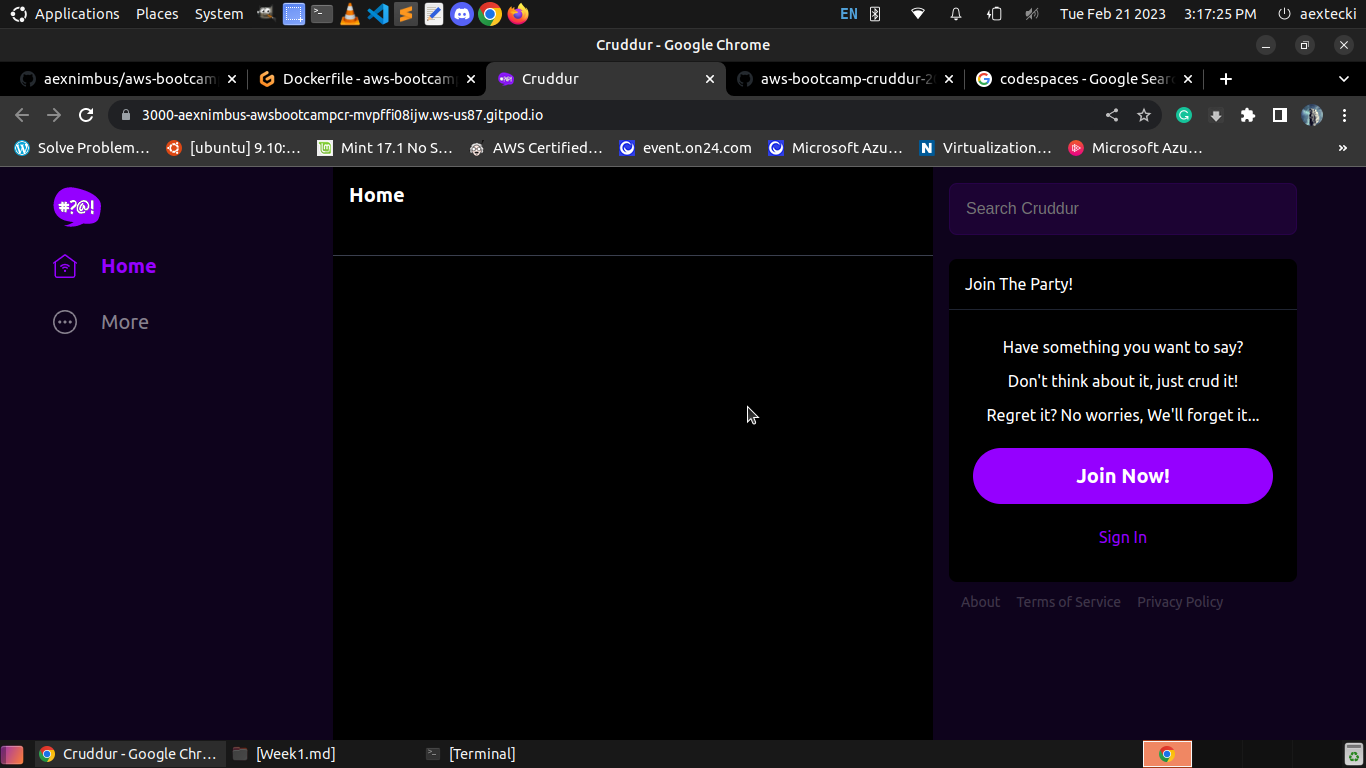 Applications Places System EN Tue Feb 21 2023 3:17:25 PM aextecki
Cruddur - Google Chrome
aexnimbus/aws-bootcam Dockerfile - aws-bootcam Cruddur aws-bootcamp-cruddur-2 codespaces - Google Sear
3000-aexnimbus-awsbootcampcr-mvpffi08ijw.ws-us87.gitpod.io
Solve Problem… [ubuntu] 9.10:… Mint 17.1 No S… AWS Certified… event.on24.com Microsoft Azu… Virtualization… Microsoft Azu… »
#?@!
Home
More
Home
Search Cruddur
Join The Party!
Have something you want to say?
Don't think about it, just crud it!
Regret it? No worries, We'll forget it...
Join Now!
Sign In
About Terms of Service Privacy Policy
Cruddur - Google Chr... [Week1.md] [Terminal]